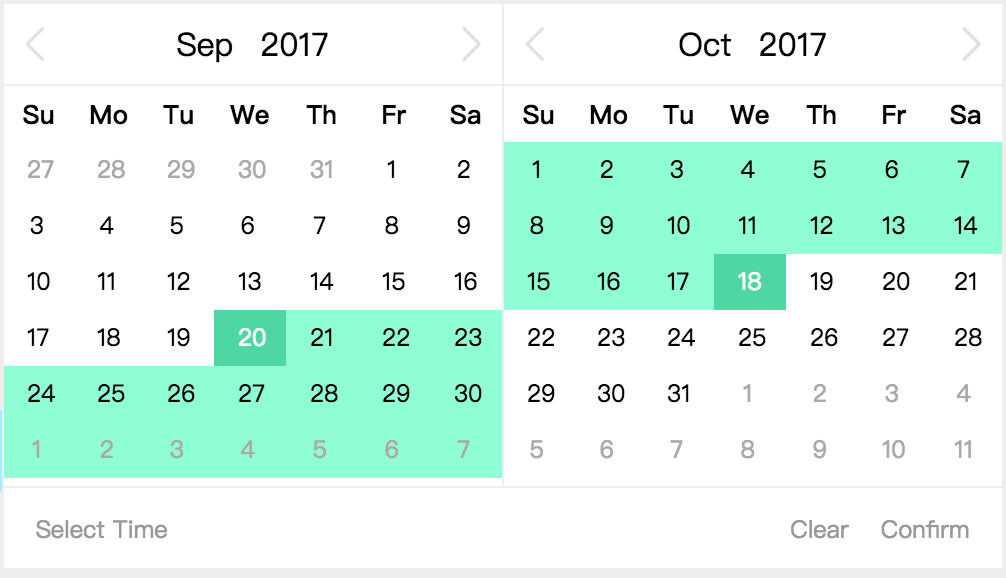 Sep 2017
Su Mo Tu We Th Fr Sa
27 28 29 30 31 1 2
3 4 5 6 7 8 9
10 11 12 13 14 15 16
17 18 19 20 21 22 23
24 25 26 27 28 29 30
1 2 3 4 5 6 7
Oct 2017
Su Mo Tu We Th Fr Sa
1 2 3 4 5 6 7
8 9 10 11 12 13 14
15 16 17 18 19 20 21
22 23 24 25 26 27 28
29 30 31 1 2 3 4
5 6 7 8 9 10 11
Select Time Clear Confirm